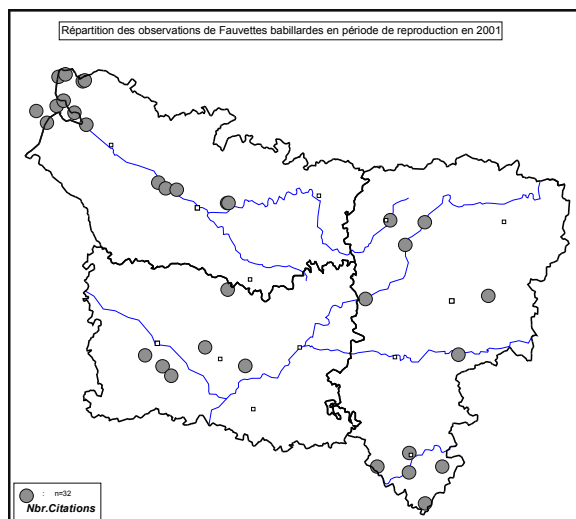 Répartition des observations de Fauvettes babillardes en période de reproduction en 2001
: n=32
Nbr.Citations